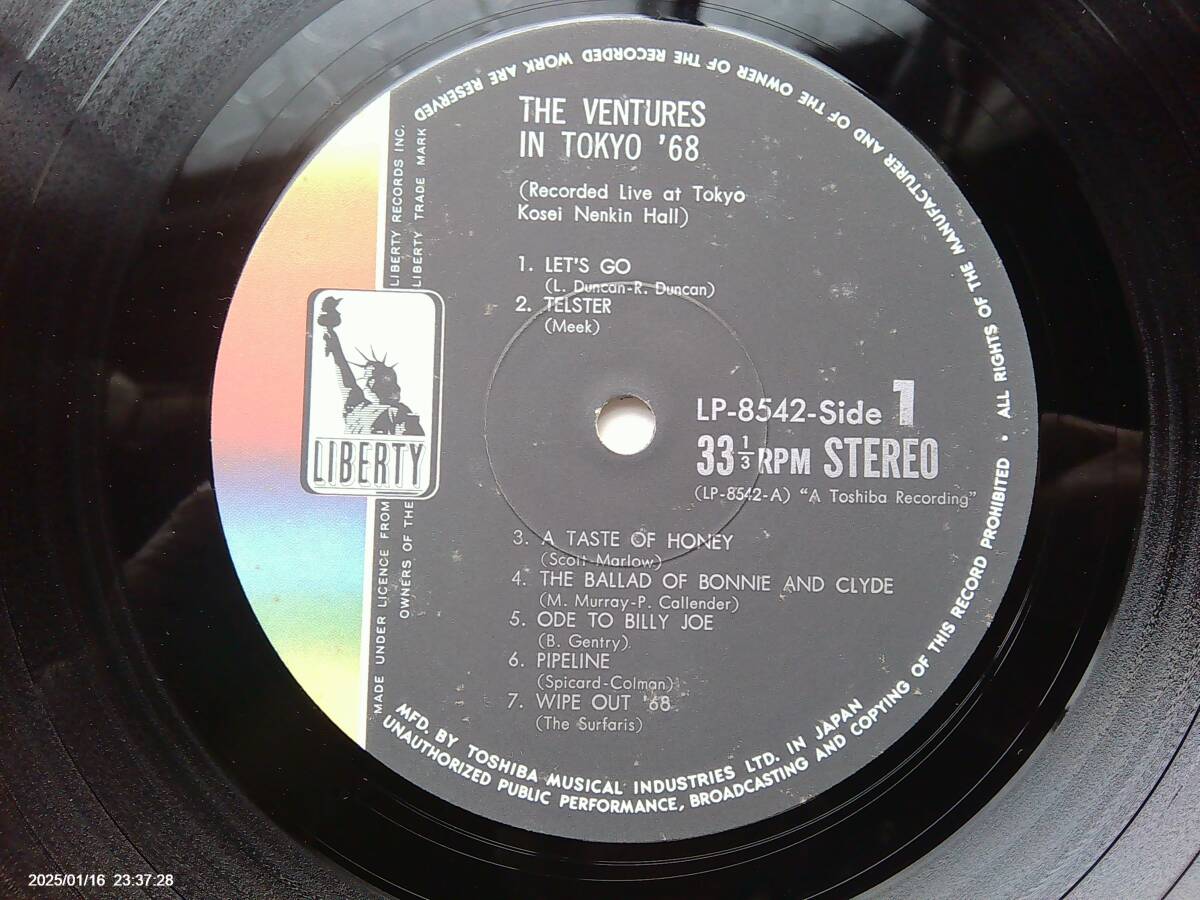 THE VENTURES
IN TOKYO '68
(Recorded Live at Tokyo
Kosei Nenkin Hall)
1. LET'S GO
(L. Duncan-R. Duncan)
2. TELSTER
(Meek)
LP-8542-Side 1
33 1/3 RPM STEREO
(LP-8542-A) "A Toshiba Recording"
3. A TASTE OF HONEY
(Scott-Marlow)
4. THE BALLAD OF BONNIE AND CLYDE
(M. Murray-P. Callender)
5. ODE TO BILLY JOE
(B. Gentry)
6. PIPELINE
(Spicard-Colman)
7. WIPE OUT '68
(The Surfaris)
LIBERTY
MADE UNDER LICENCE FROM LIBERTY RECORDS INC.
OWNERS OF THE LIBERTY TRADE MARK
MFD. BY TOSHIBA MUSICAL INDUSTRIES LTD. IN JAPAN
UNAUTHORIZED PUBLIC PERFORMANCE, BROADCASTING AND COPYING OF THIS RECORD PROHIBITED • ALL RIGHTS OF THE MANUFACTURER AND OF THE OWNER OF THE RECORDED WORK ARE RESERVED
2025/01/16 23:37:28